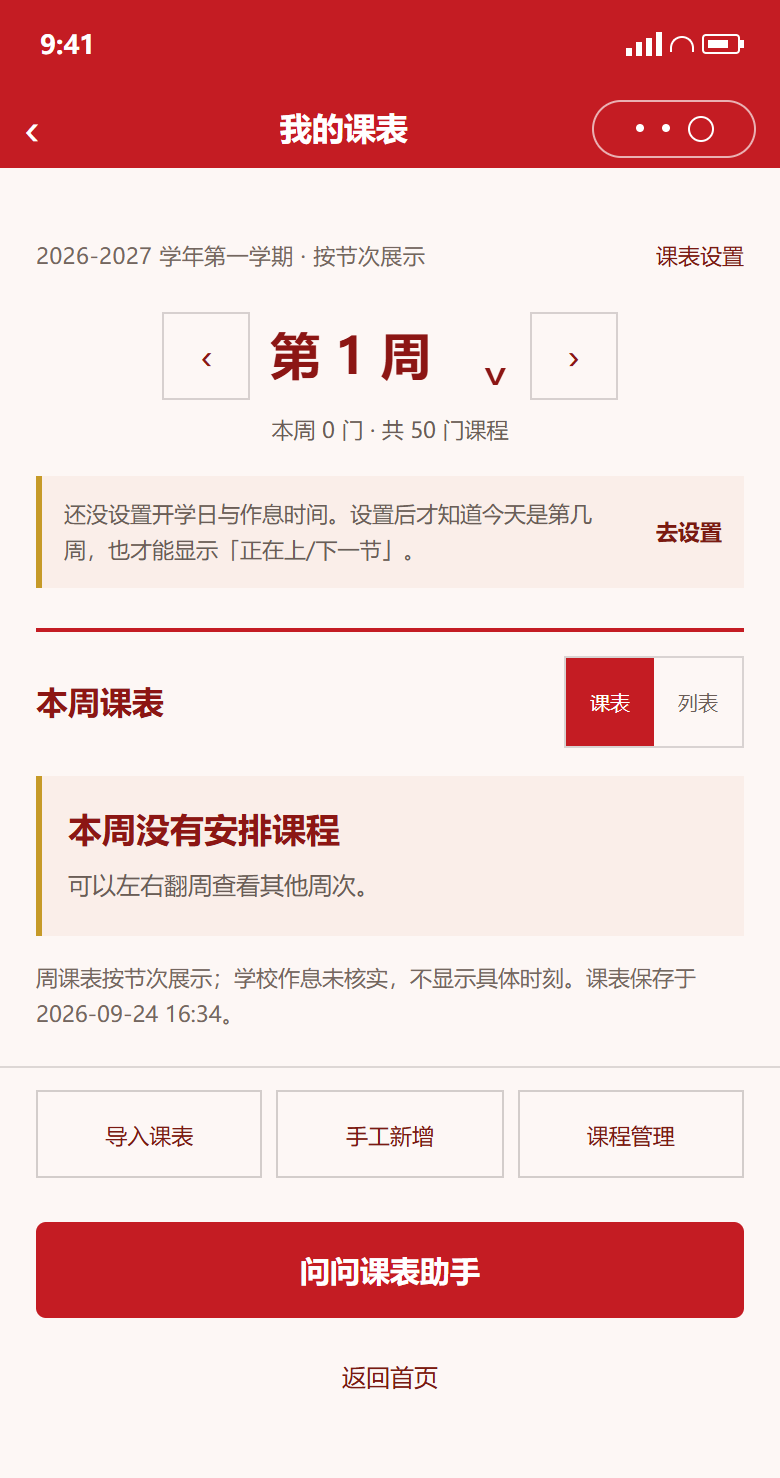 9:41
‹
我的课表
2026-2027 学年第一学期 · 按节次展示
课表设置
‹
第 1 周
›
本周 0 门 · 共 50 门课程
还没设置开学日与作息时间。设置后才知道今天是第几
周，也才能显示「正在上/下一节」。
去设置
本周课表
课表
列表
本周没有安排课程
可以左右翻周查看其他周次。
周课表按节次展示；学校作息未核实，不显示具体时刻。课表保存于
2026-09-24 16:34。
导入课表
手工新增
课程管理
问问课表助手
返回首页